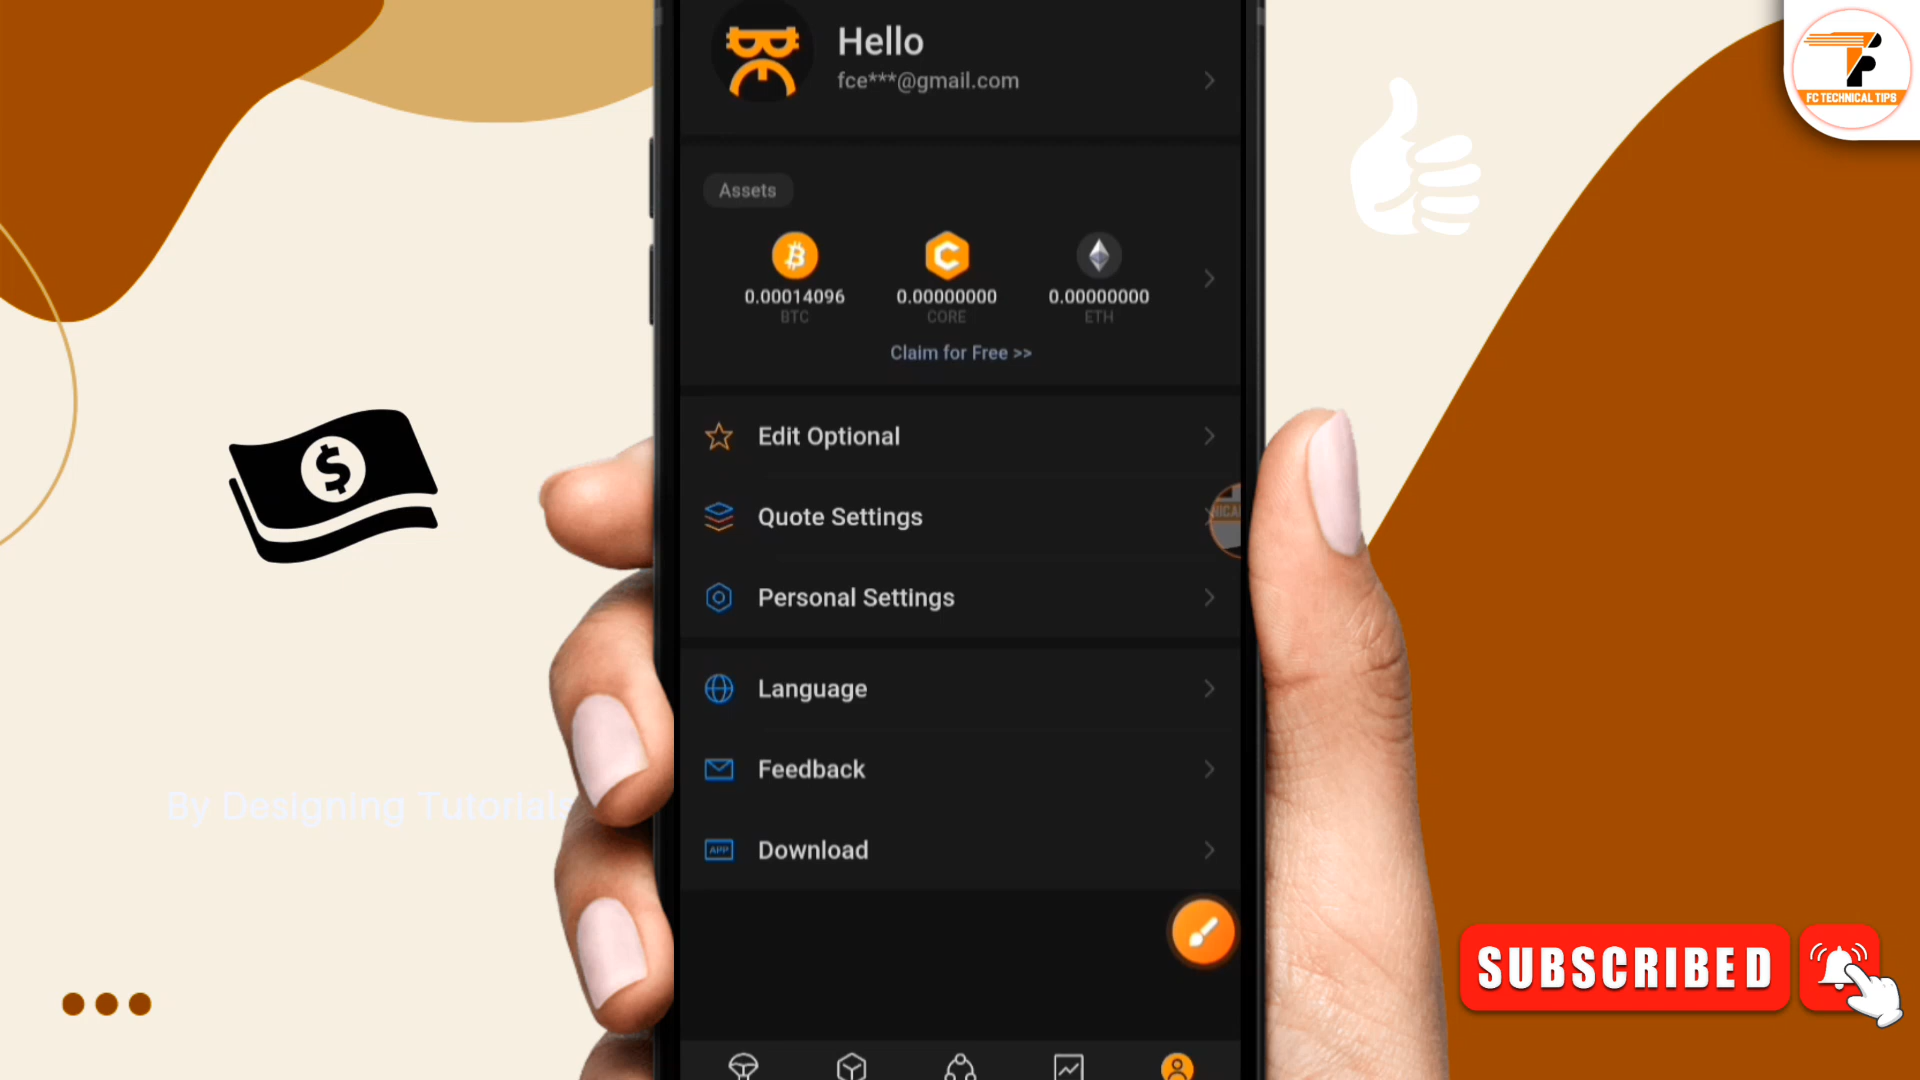 Hello
fce***@gmail.com
FC TECHNICAL TIPS
Assets
0.00014096 0.00000000 0.00000000
BTC CORE ETH
Claim for Free >>
Edit Optional
Quote Settings
Personal Settings
Language
Feedback
By Designing Tutorials
APP Download
SUBSCRIBED